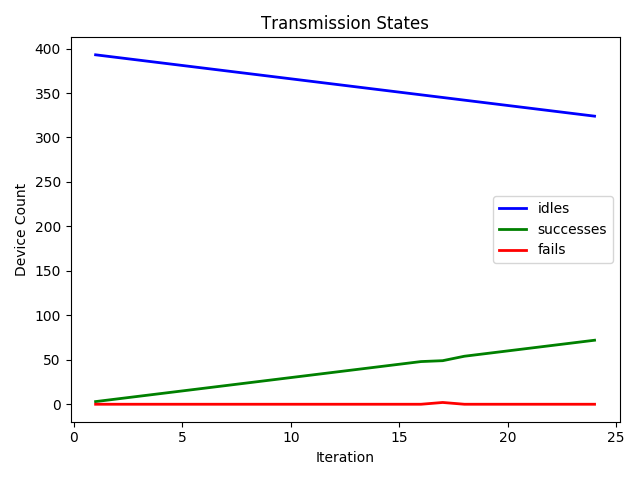 Transmission States
Device Count
400
350
300
250
200
150
100
50
0
idles
successes
fails
0 5 10 15 20 25
Iteration